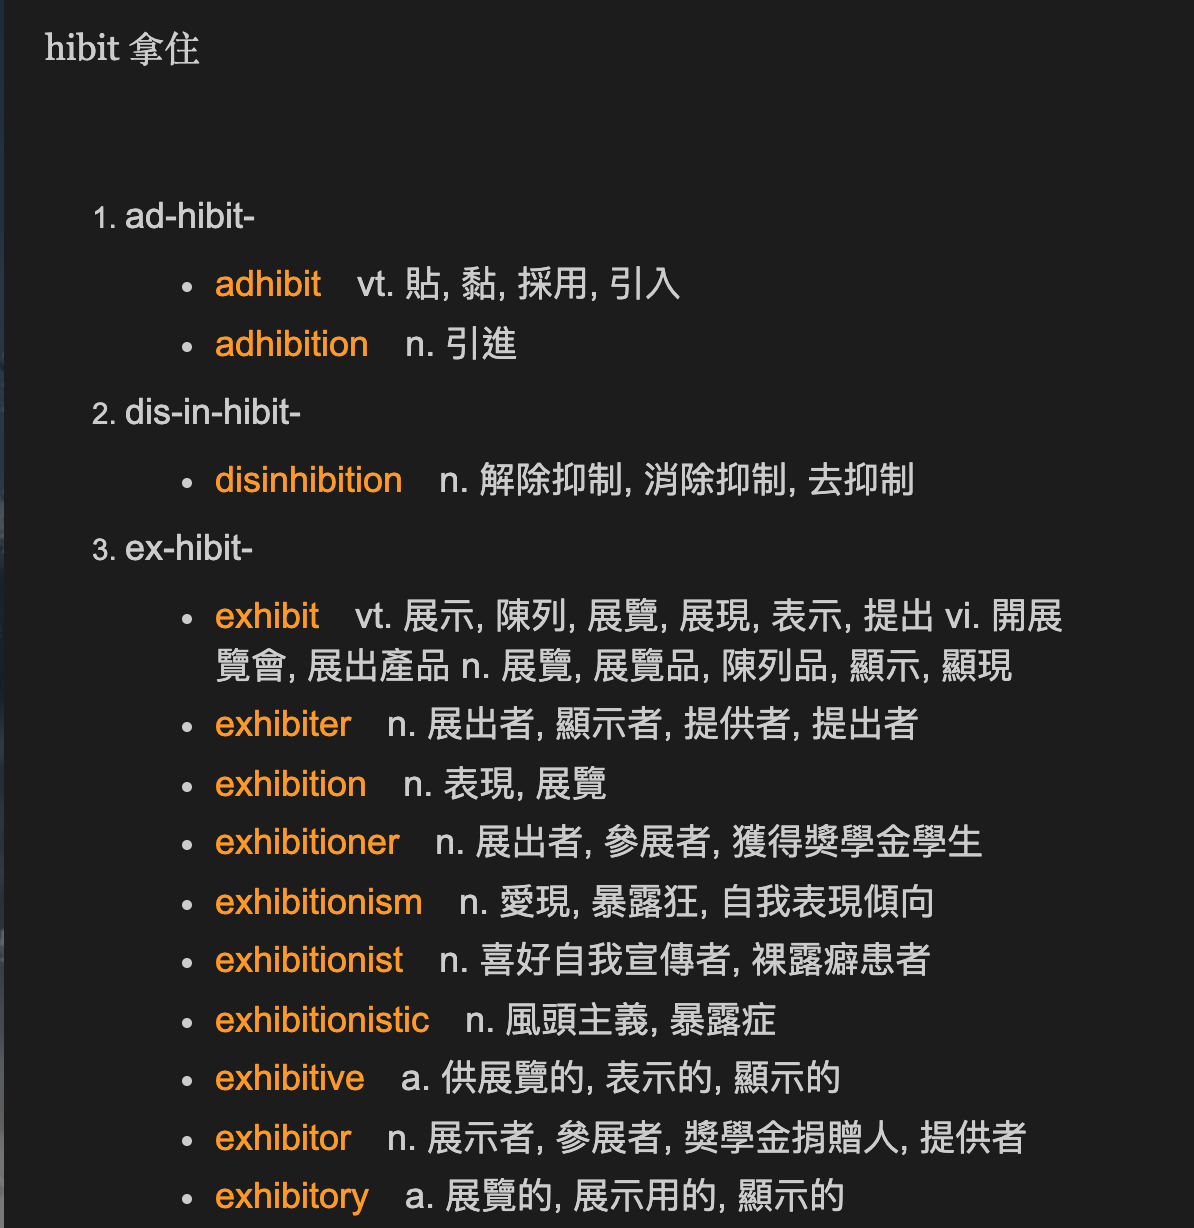 hibit 拿住
1. ad-hibit-
• adhibit vt. 貼, 黏, 採用, 引入
• adhibition n. 引進
2. dis-in-hibit-
• disinhibition n. 解除抑制, 消除抑制, 去抑制
3. ex-hibit-
• exhibit vt. 展示, 陳列, 展覽, 展現, 表示, 提出 vi. 開展
覽會, 展出產品 n. 展覽, 展覽品, 陳列品, 顯示, 顯現
• exhibiter n. 展出者, 顯示者, 提供者, 提出者
• exhibition n. 表現, 展覽
• exhibitioner n. 展出者, 參展者, 獲得獎學金學生
• exhibitionism n. 愛現, 暴露狂, 自我表現傾向
• exhibitionist n. 喜好自我宣傳者, 裸露癖患者
• exhibitionistic n. 風頭主義, 暴露症
• exhibitive a. 供展覽的, 表示的, 顯示的
• exhibitor n. 展示者, 參展者, 獎學金捐贈人, 提供者
• exhibitory a. 展覽的, 展示用的, 顯示的